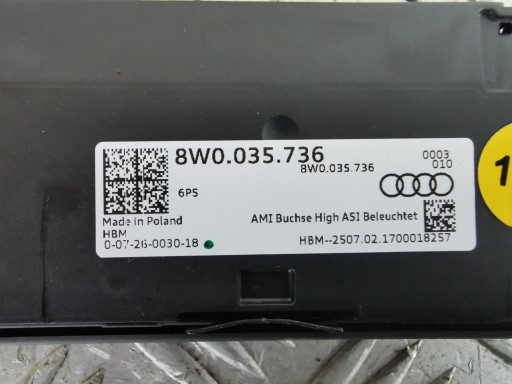 8W0.035.736
8W0.035.736
0003
010
6PS
Made in Poland
HBM
0-07-26-0030-18
AMI Buchse High ASI Beleuchtet
HBM--2507.02.1700018257
1